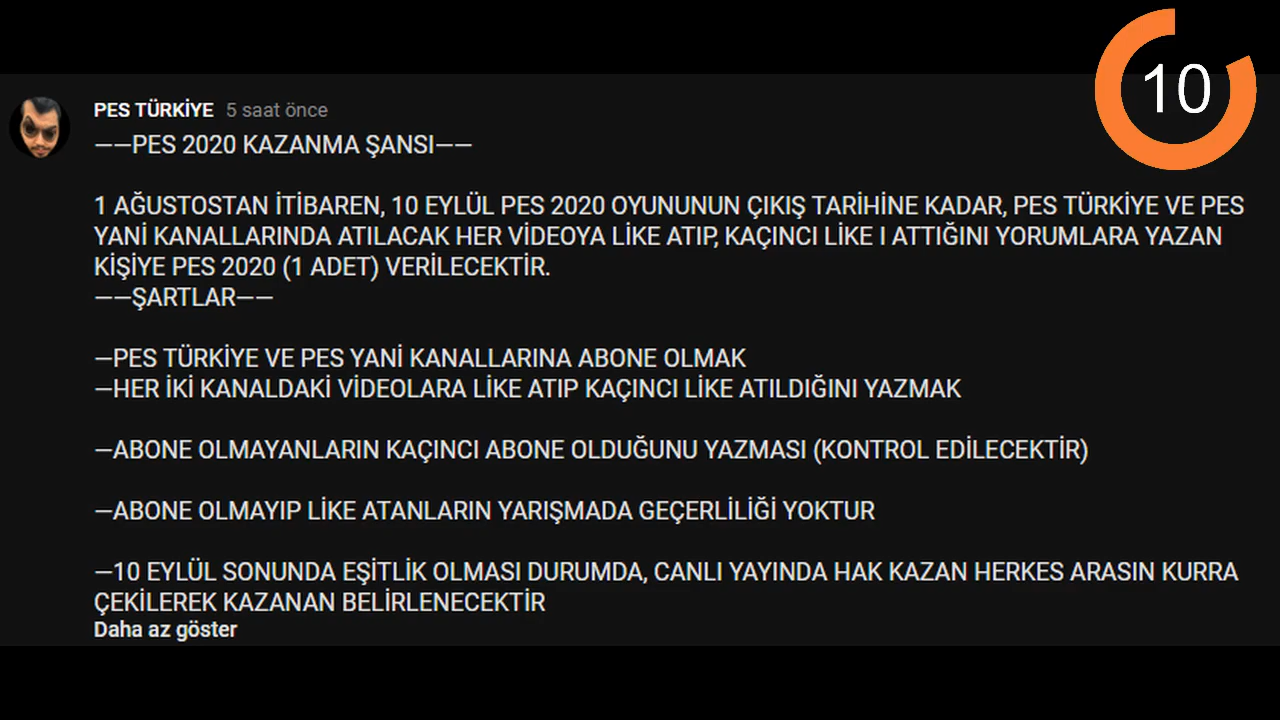 10
PES TÜRKİYE 5 saat önce
——PES 2020 KAZANMA ŞANSI——
1 AĞUSTOSTAN İTİBAREN, 10 EYLÜL PES 2020 OYUNUNUN ÇIKIŞ TARİHİNE KADAR, PES TÜRKİYE VE PES
YANİ KANALLARINDA ATILACAK HER VİDEOYA LİKE ATIP, KAÇINCI LİKE I ATTIĞINI YORUMLARA YAZAN
KİŞİYE PES 2020 (1 ADET) VERİLECEKTİR.
——ŞARTLAR——
—PES TÜRKİYE VE PES YANİ KANALLARINA ABONE OLMAK
—HER İKİ KANALDAKİ VİDEOLARA LİKE ATIP KAÇINCI LİKE ATILDIĞINI YAZMAK
—ABONE OLMAYANLARIN KAÇINCI ABONE OLDUĞUNU YAZMASI (KONTROL EDİLECEKTİR)
—ABONE OLMAYIP LİKE ATANLARIN YARIŞMADA GEÇERLİLİĞİ YOKTUR
—10 EYLÜL SONUNDA EŞİTLİK OLMASI DURUMDA, CANLI YAYINDA HAK KAZAN HERKES ARASIN KURRA
ÇEKİLEREK KAZANAN BELİRLENECEKTİR
Daha az göster